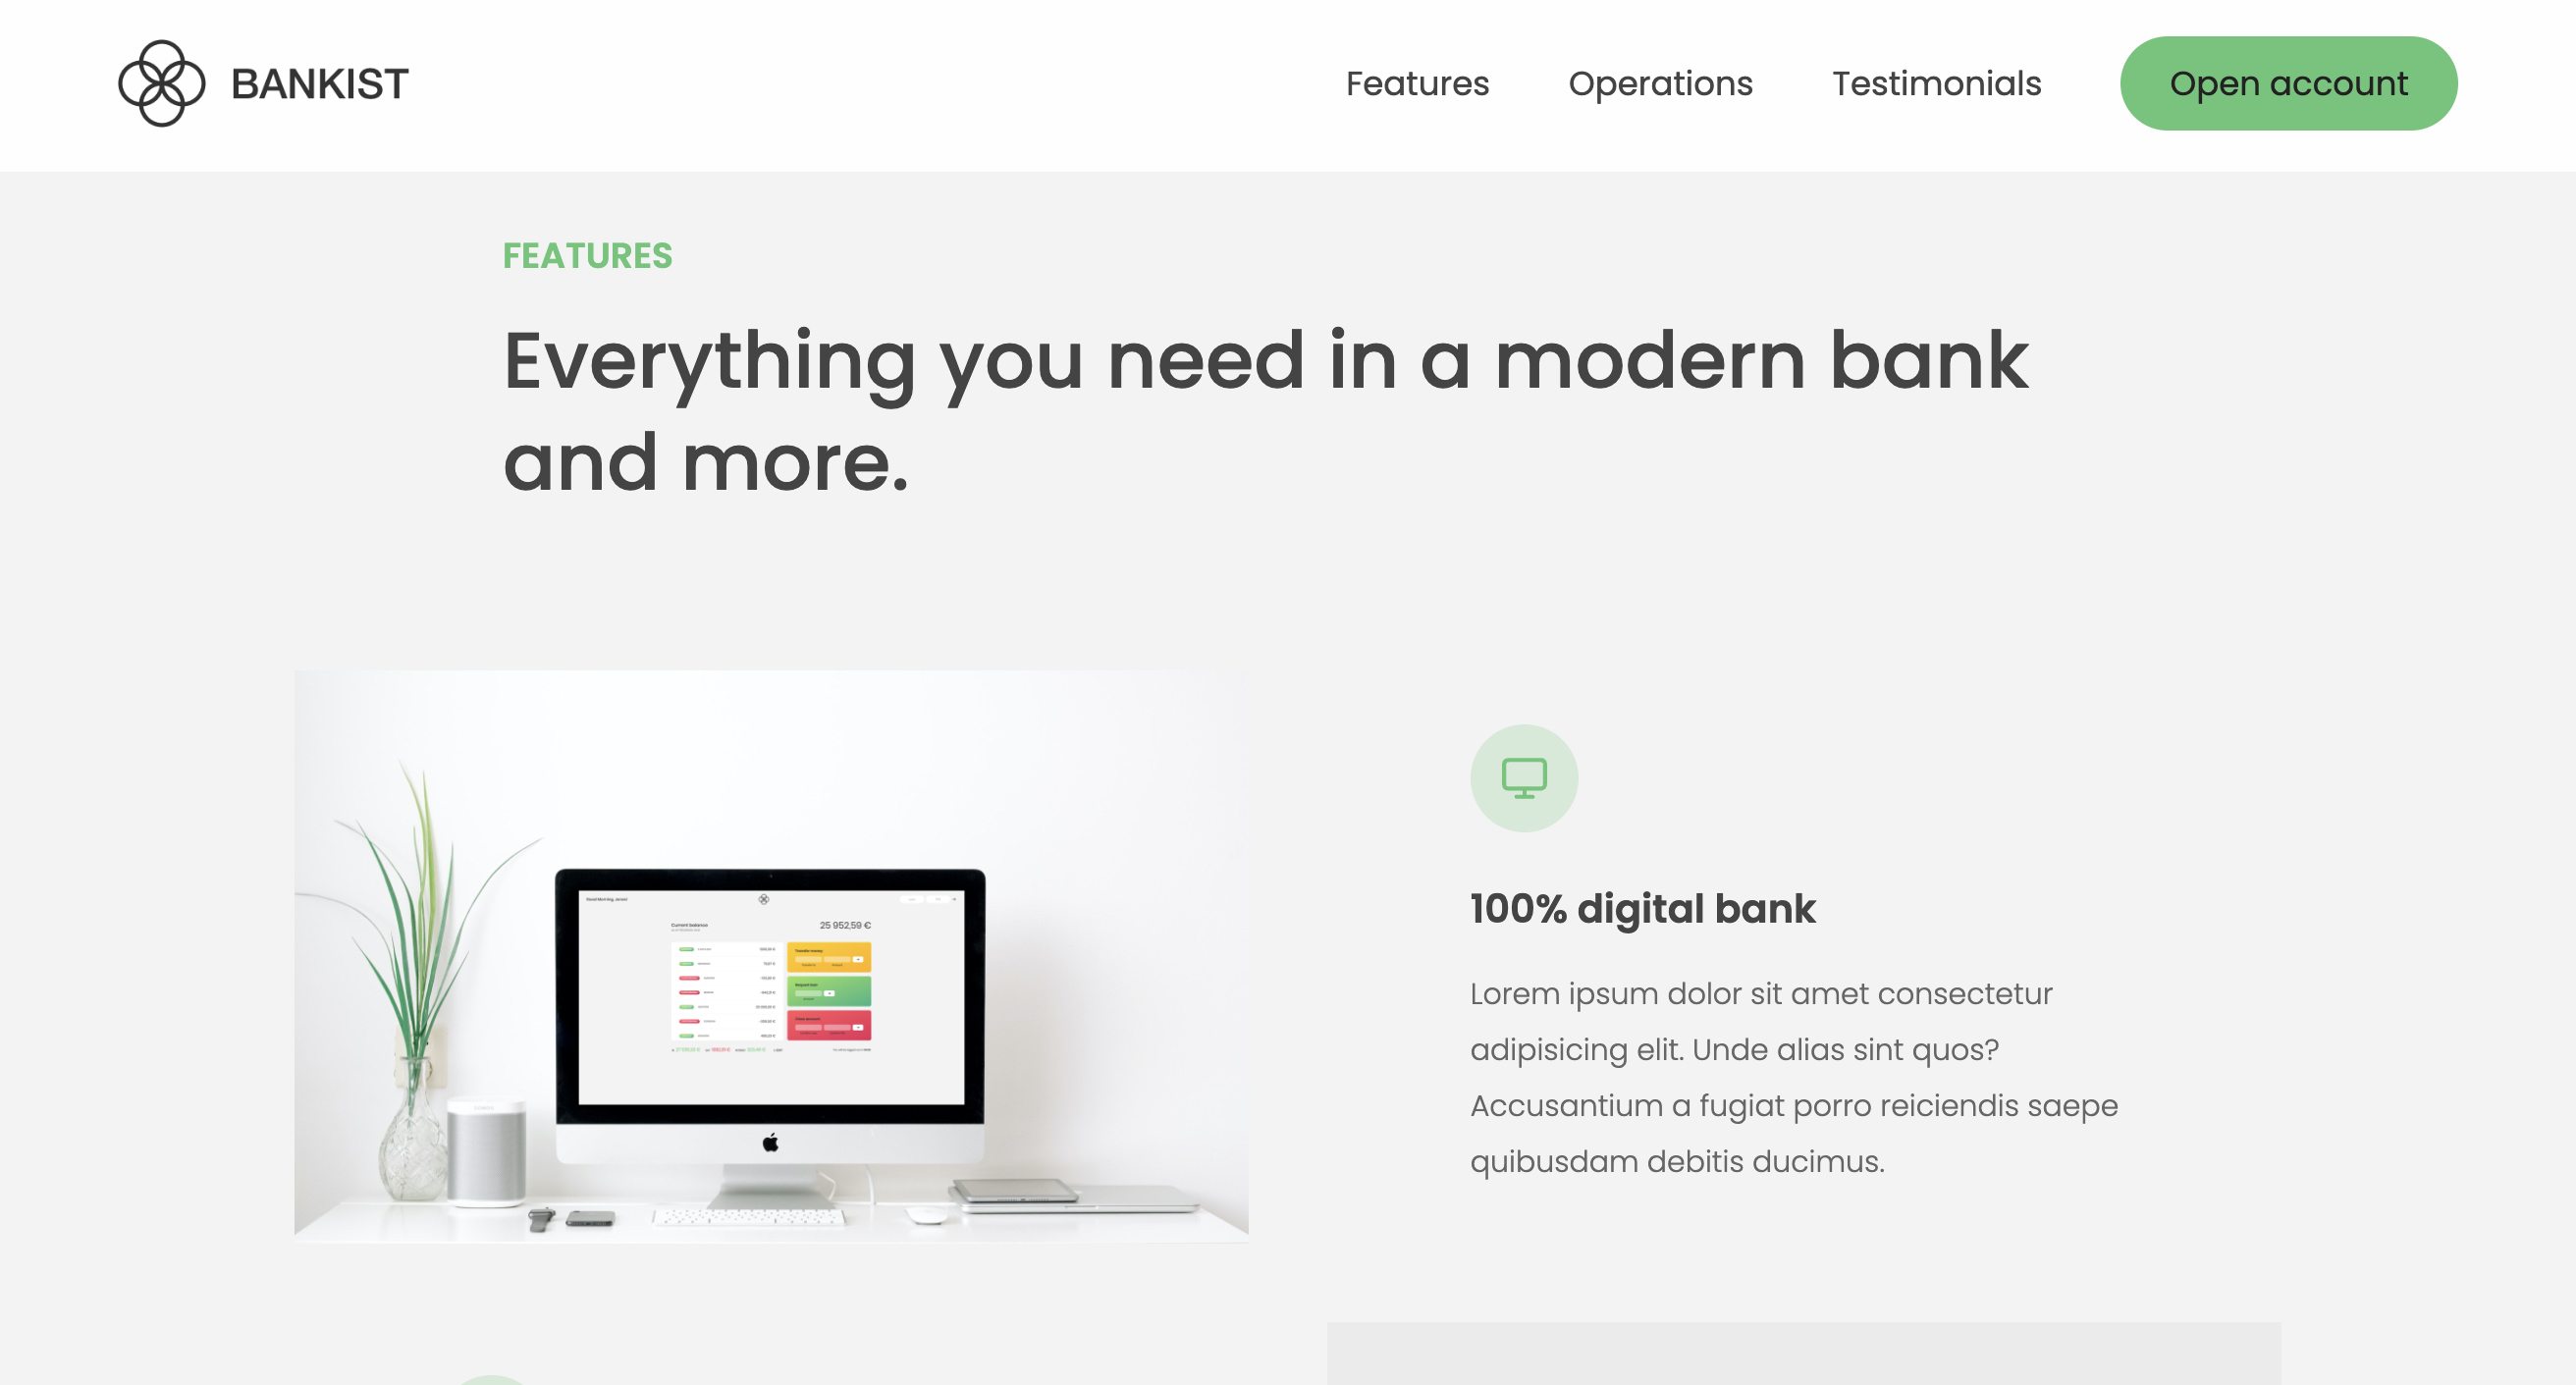 BANKIST
Features
Operations
Testimonials
Open account
FEATURES
Everything you need in a modern bank
and more.
Current balance
25 952,59 €
100% digital bank
Lorem ipsum dolor sit amet consectetur
adipisicing elit. Unde alias sint quos?
Accusantium a fugiat porro reiciendis saepe
quibusdam debitis ducimus.